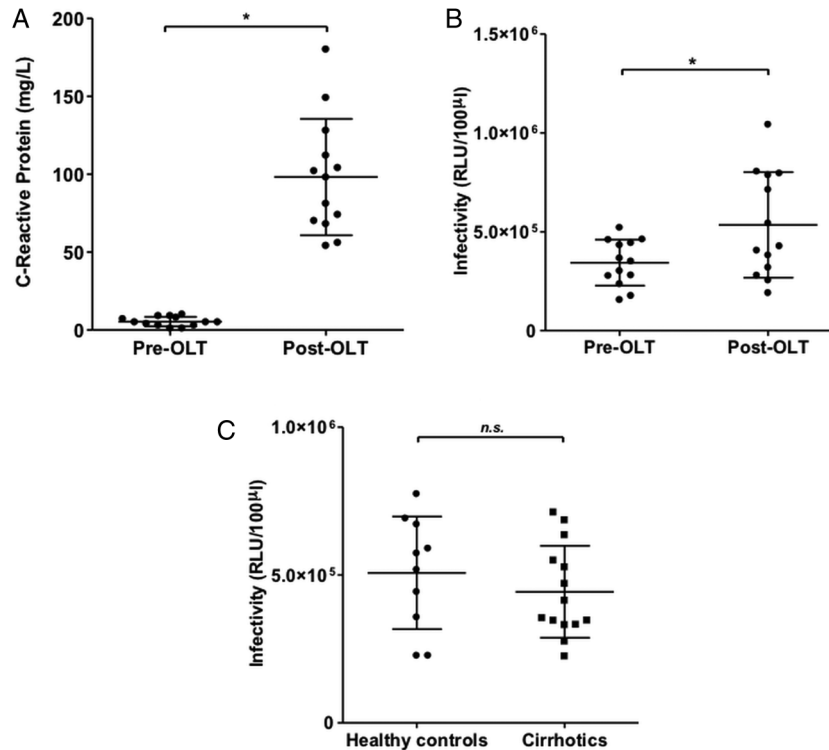 A
C-Reactive Protein (mg/L)
200
150
100
50
0
*
Pre-OLT
Post-OLT
B
Infectivity (RLU/100µl)
1.5×10⁶
1.0×10⁶
5.0×10⁵
0
*
Pre-OLT
Post-OLT
C
Infectivity (RLU/100µl)
1.0×10⁶
5.0×10⁵
0
n.s.
Healthy controls
Cirrhotics